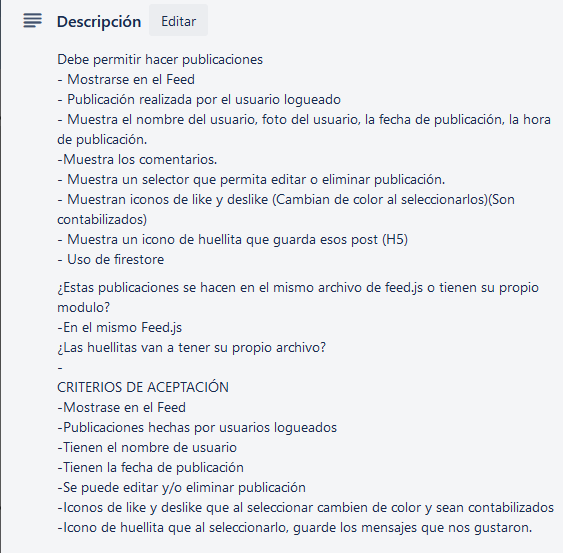 Descripción
Editar
Debe permitir hacer publicaciones
- Mostrarse en el Feed
- Publicación realizada por el usuario logueado
- Muestra el nombre del usuario, foto del usuario, la fecha de publicación, la hora
de publicación.
-Muestra los comentarios.
- Muestra un selector que permita editar o eliminar publicación.
- Muestran iconos de like y deslike (Cambian de color al seleccionarlos)(Son
contabilizados)
- Muestra un icono de huellita que guarda esos post (H5)
- Uso de firestore
¿Estas publicaciones se hacen en el mismo archivo de feed.js o tienen su propio
modulo?
-En el mismo Feed.js
¿Las huellitas van a tener su propio archivo?
-
CRITERIOS DE ACEPTACIÓN
-Mostrase en el Feed
-Publicaciones hechas por usuarios logueados
-Tienen el nombre de usuario
-Tienen la fecha de publicación
-Se puede editar y/o eliminar publicación
-Iconos de like y deslike que al seleccionar cambien de color y sean contabilizados
-Icono de huellita que al seleccionarlo, guarde los mensajes que nos gustaron.